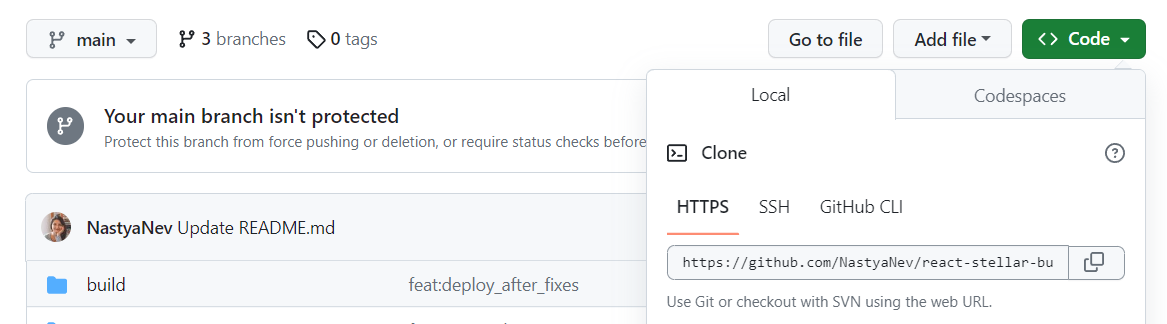 main 3 branches 0 tags Go to file Add file Code
Local Codespaces
Your main branch isn't protected
Protect this branch from force pushing or deletion, or require status checks before
Clone
HTTPS SSH GitHub CLI
NastyaNev Update README.md
https://github.com/NastyaNev/react-stellar-bu
build feat:deploy_after_fixes
Use Git or checkout with SVN using the web URL.